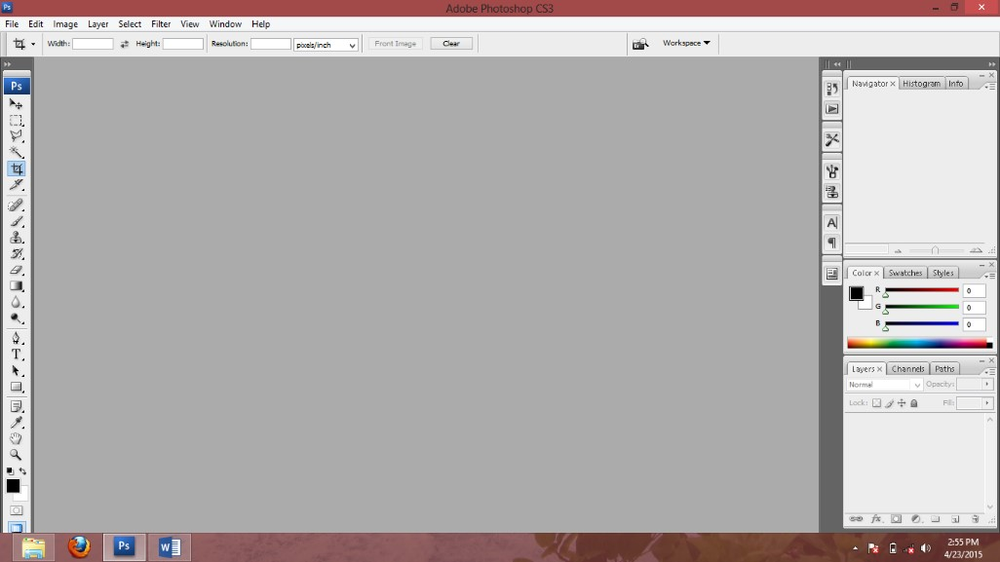 Ps Adobe Photoshop CS3
File Edit Image Layer Select Filter View Window Help
Width: Height: Resolution: pixels/inch Front Image Clear Workspace
Ps
Navigator Histogram Info
A
Color Swatches Styles
R 0
G 0
B 0
T
Layers Channels Paths
Normal Opacity:
Lock: Fill:
fx
Ps W 2:55 PM
4/23/2015